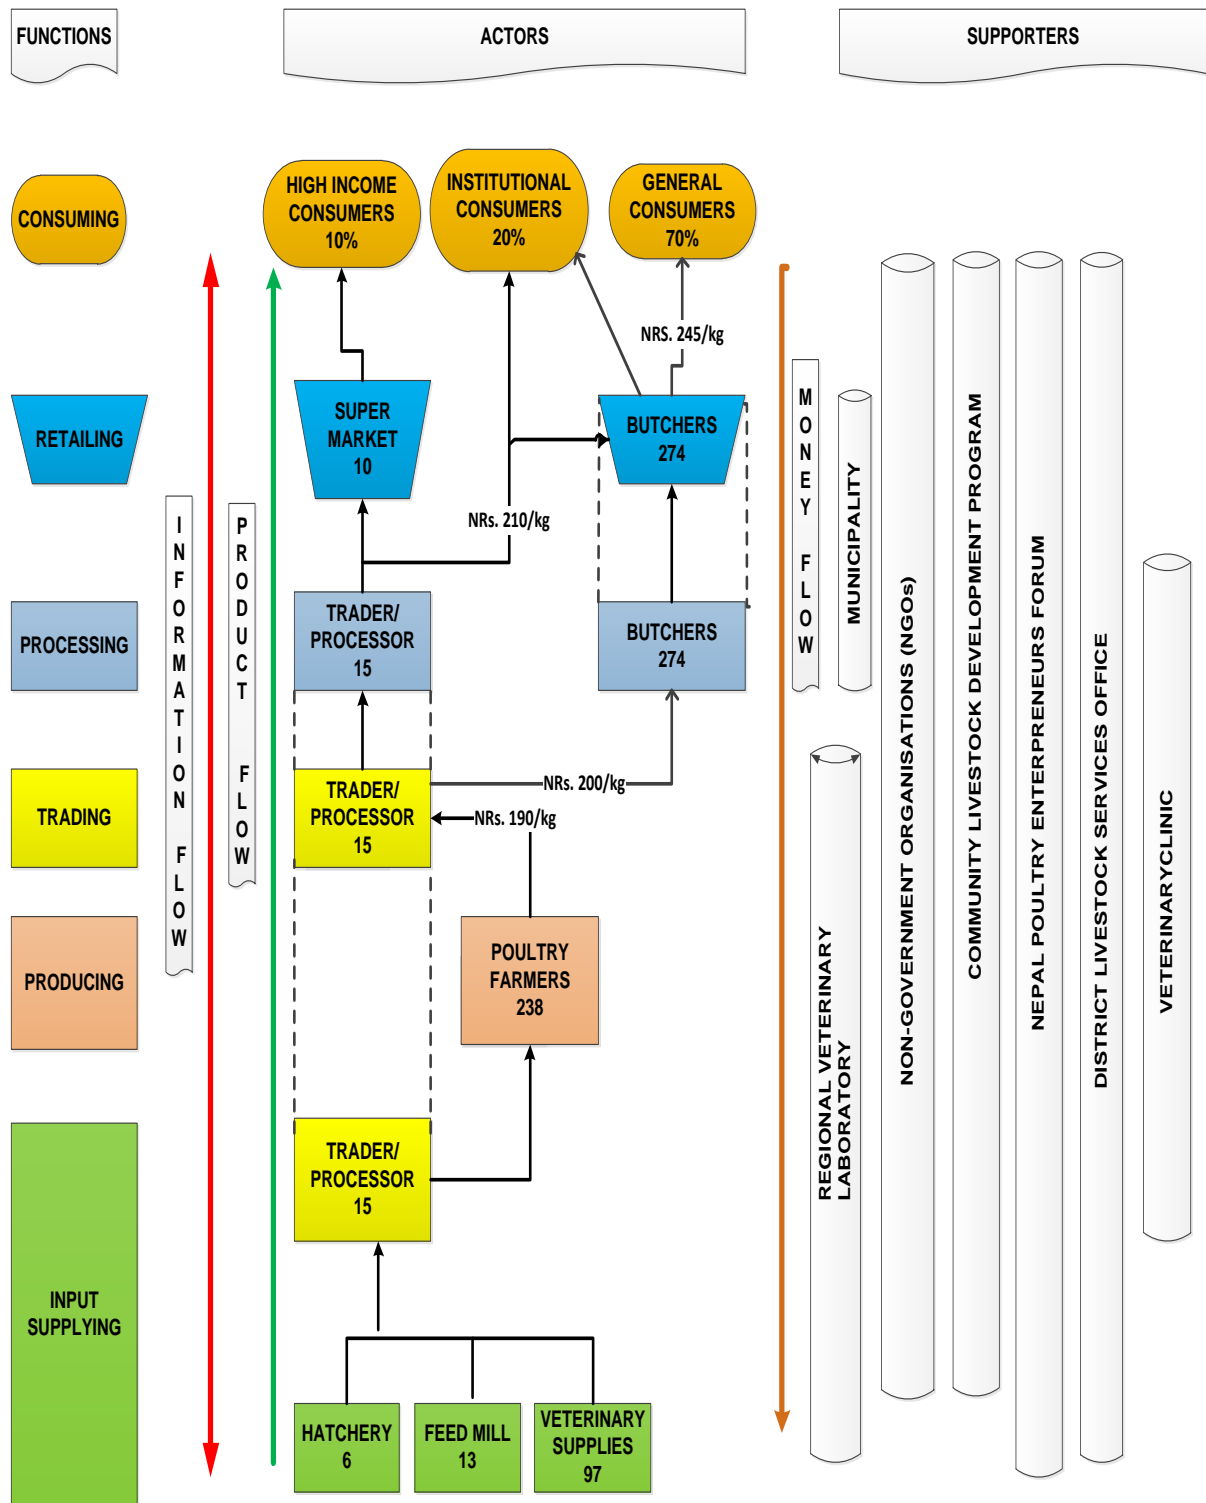 FUNCTIONS
ACTORS
SUPPORTERS
CONSUMING
HIGH INCOME
CONSUMERS
10%
INSTITUTIONAL
CONSUMERS
20%
GENERAL
CONSUMERS
70%
NRS. 245/kg
RETAILING
SUPER
MARKET
10
BUTCHERS
274
NRs. 210/kg
PROCESSING
TRADER/
PROCESSOR
15
BUTCHERS
274
NRs. 200/kg
TRADING
TRADER/
PROCESSOR
15
NRs. 190/kg
PRODUCING
POULTRY
FARMERS
238
INPUT
SUPPLYING
TRADER/
PROCESSOR
15
HATCHERY
6
FEED MILL
13
VETERINARY
SUPPLIES
97
INFORMATION FLOW
PRODUCT FLOW
MONEY FLOW
MUNICIPALITY
REGIONAL VETERINARY
LABORATORY
NON-GOVERNMENT ORGANISATIONS (NGOs)
COMMUNITY LIVESTOCK DEVELOPMENT PROGRAM
NEPAL POULTRY ENTERPRENEURS FORUM
DISTRICT LIVESTOCK SERVICES OFFICE
VETERINARYCLINIC